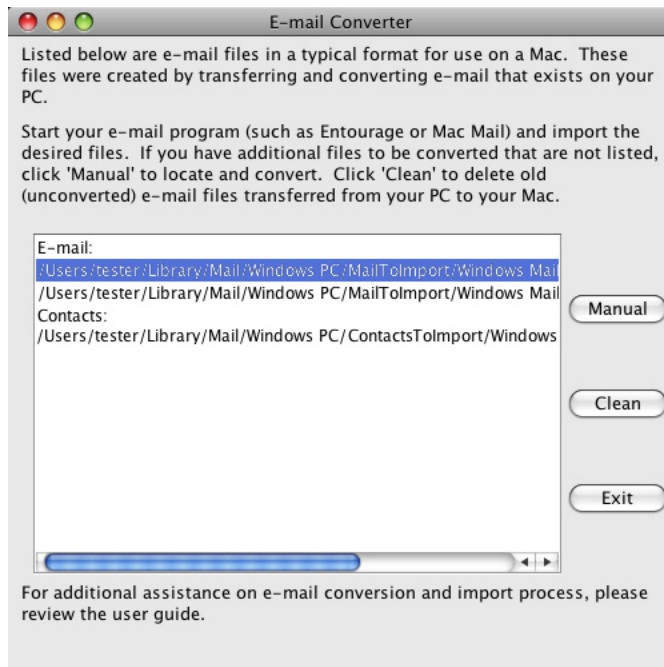 E-mail Converter
Listed below are e-mail files in a typical format for use on a Mac. These
files were created by transferring and converting e-mail that exists on your
PC.
Start your e-mail program (such as Entourage or Mac Mail) and import the
desired files. If you have additional files to be converted that are not listed,
click 'Manual' to locate and convert. Click 'Clean' to delete old
(unconverted) e-mail files transferred from your PC to your Mac.
E-mail:
/Users/tester/Library/Mail/Windows PC/MailToImport/Windows Mail
/Users/tester/Library/Mail/Windows PC/MailToImport/Windows Mail
Contacts:
/Users/tester/Library/Mail/Windows PC/ContactsToImport/Windows
Manual
Clean
Exit
For additional assistance on e-mail conversion and import process, please
review the user guide.